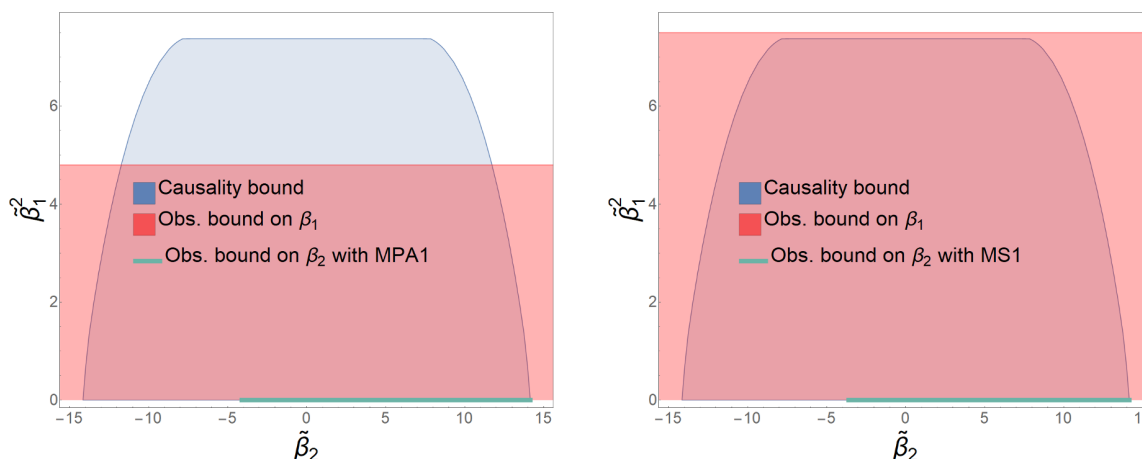 6
4
2
0
β̃₁²
Causality bound
Obs. bound on β₁
Obs. bound on β₂ with MPA1
−15 −10 −5 0 5 10 15
β̃₂
6
4
2
0
β̃₁²
Causality bound
Obs. bound on β₁
Obs. bound on β₂ with MS1
−15 −10 −5 0 5 10 15
β̃₂